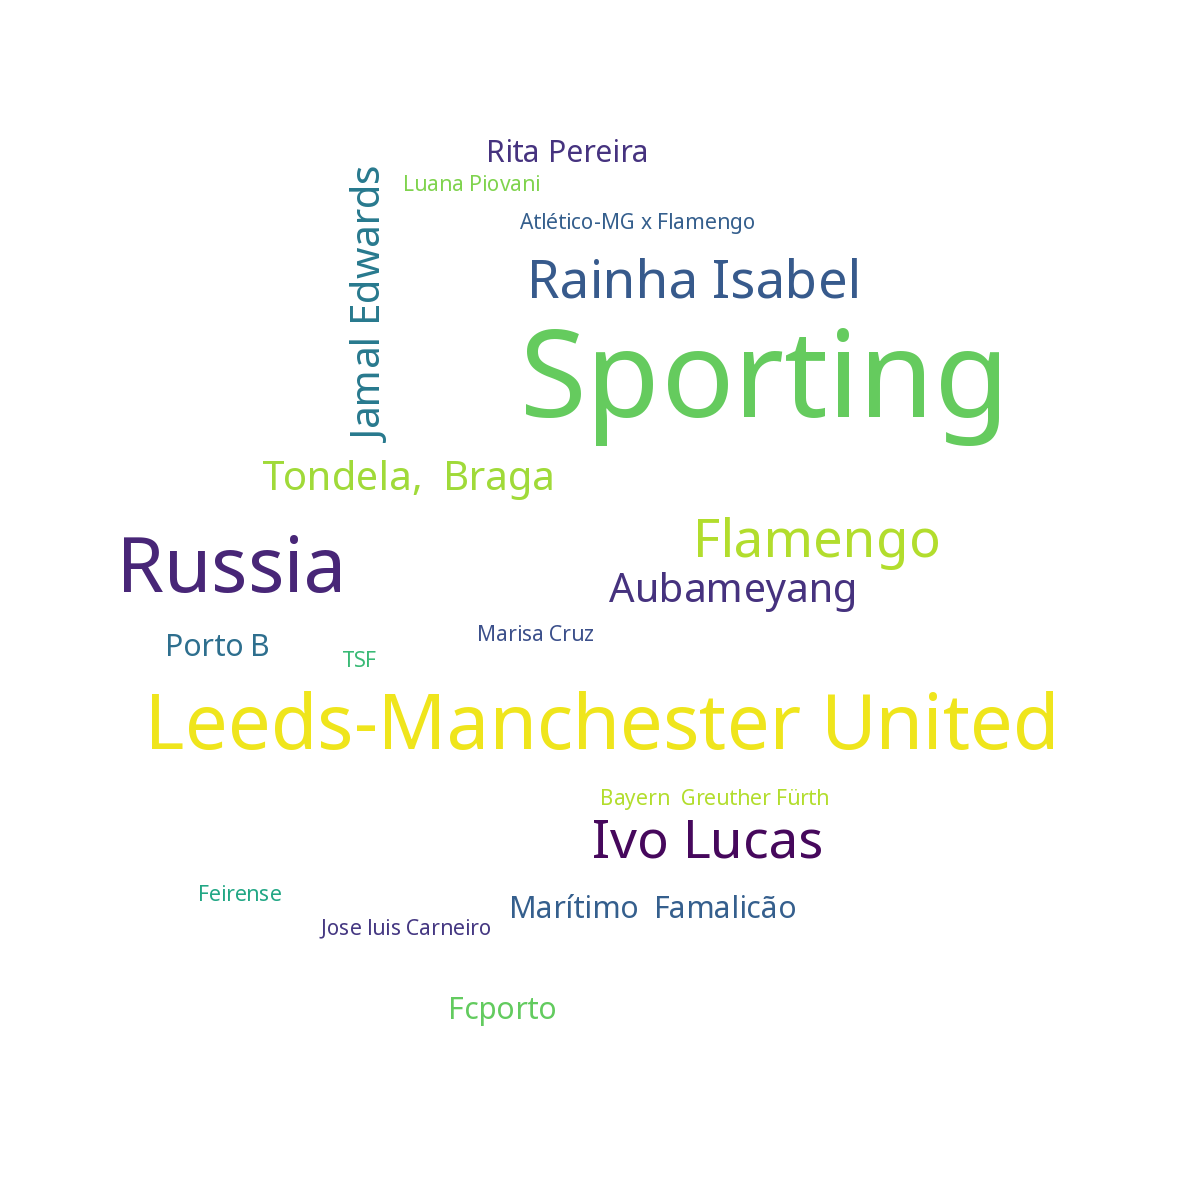 Rita Pereira
Luana Piovani
Jamal Edwards
Atlético-MG x Flamengo
Rainha Isabel
Sporting
Tondela, Braga
Flamengo
Russia
Aubameyang
Marisa Cruz
Porto B
TSF
Leeds-Manchester United
Bayern Greuther Fürth
Ivo Lucas
Feirense
Marítimo Famalicão
Jose luis Carneiro
Fcporto